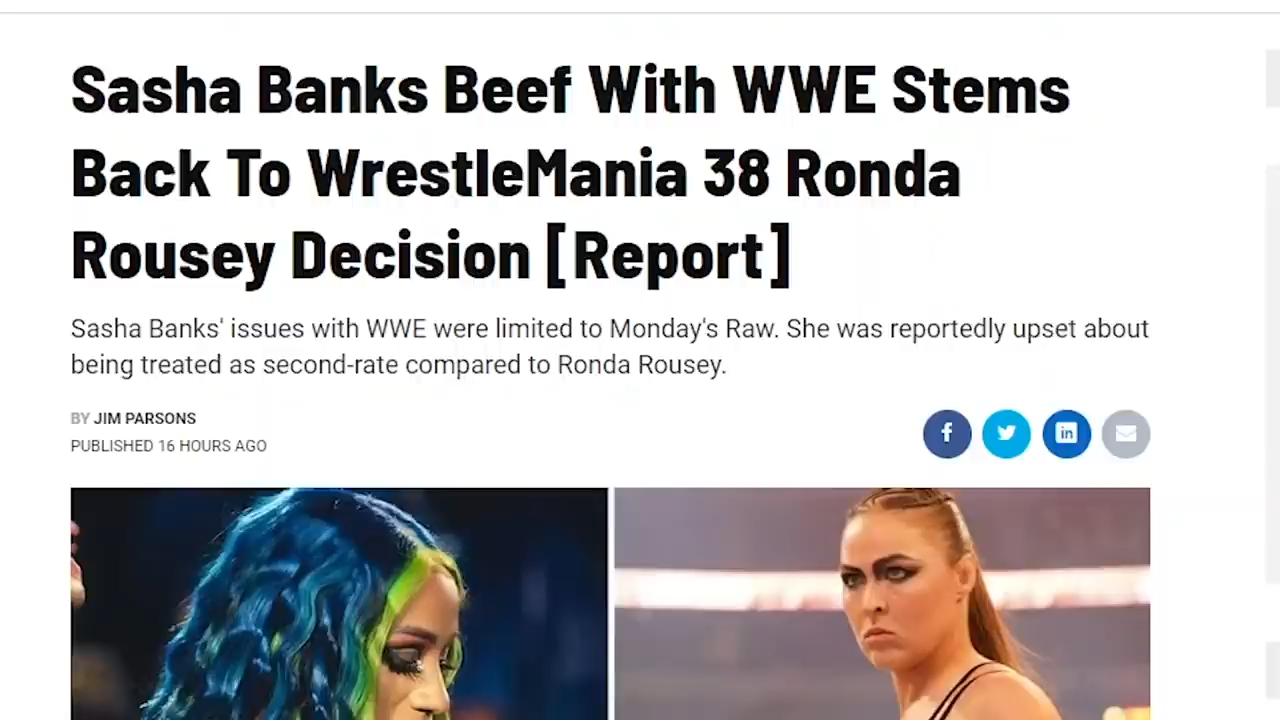 Sasha Banks Beef With WWE Stems
Back To WrestleMania 38 Ronda
Rousey Decision [Report]
Sasha Banks' issues with WWE were limited to Monday's Raw. She was reportedly upset about
being treated as second-rate compared to Ronda Rousey.
BY JIM PARSONS
PUBLISHED 16 HOURS AGO